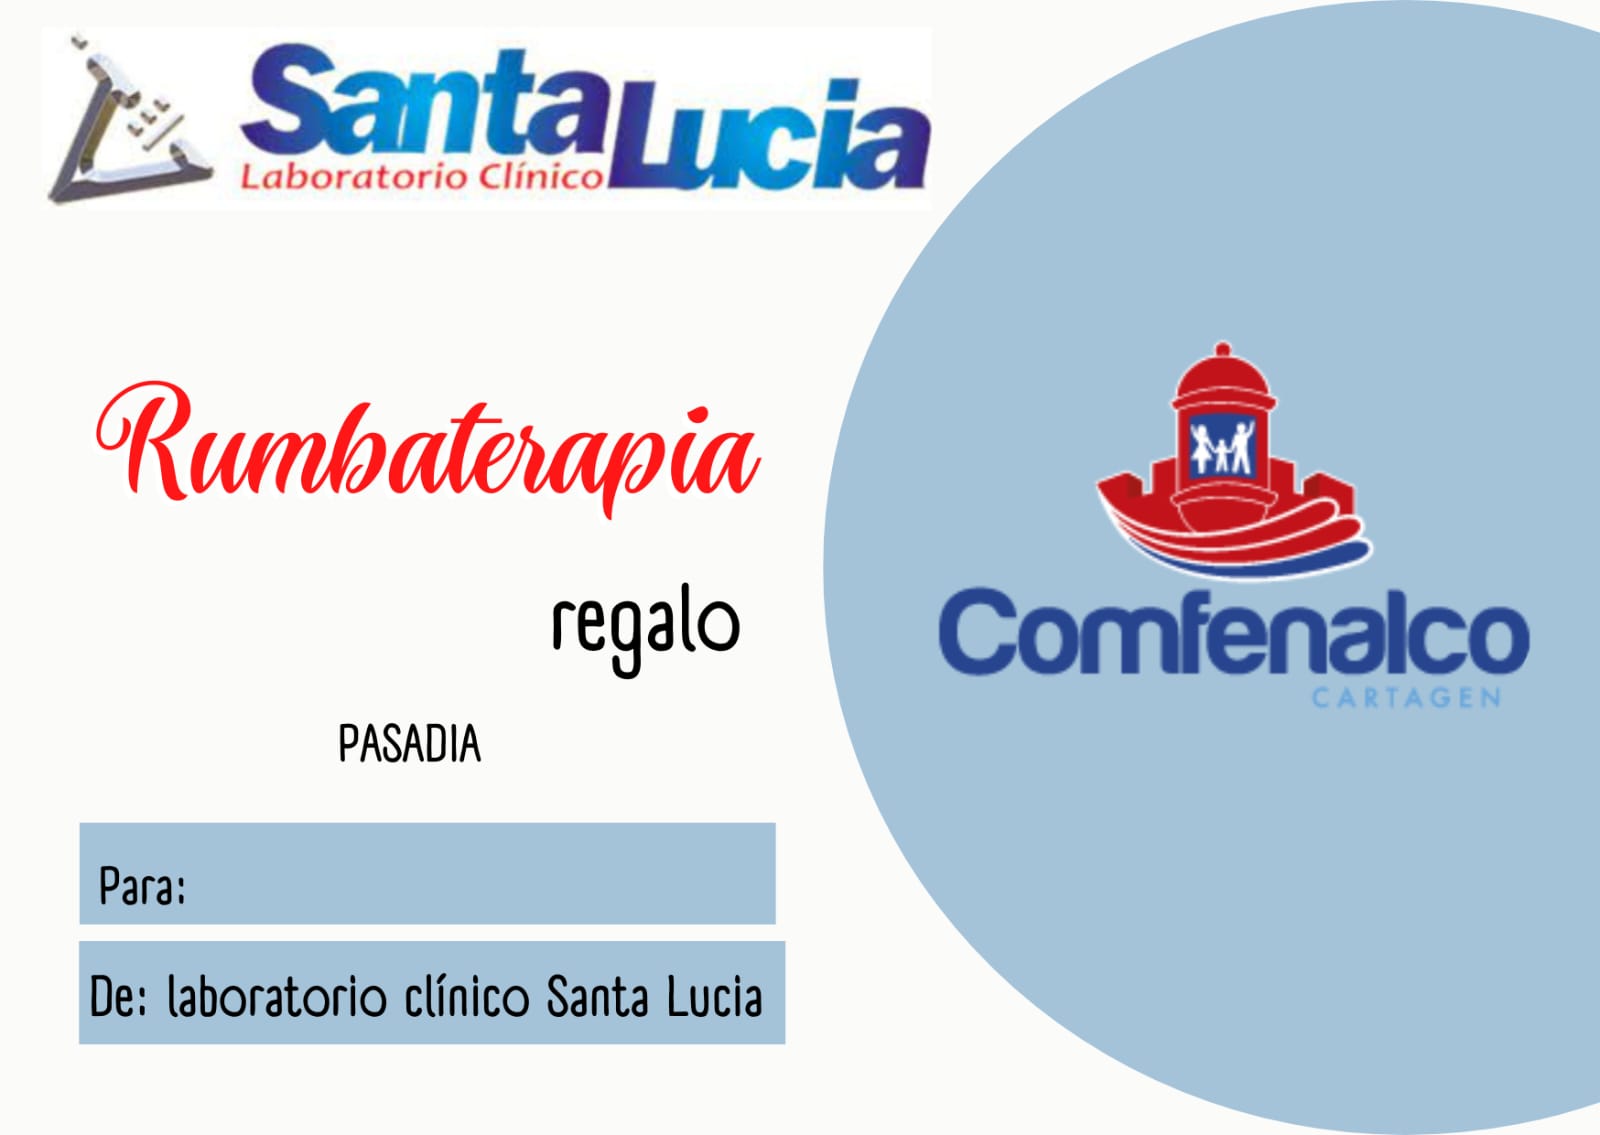 Santa Lucia
Laboratorio Clínico
Rumbaterapia
regalo
PASADIA
Para:
De: laboratorio clínico Santa Lucia
Comfenalco
CARTAGEN